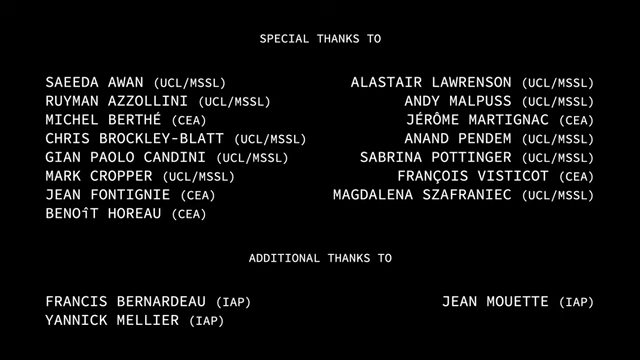 SPECIAL THANKS TO
SAEEDA AWAN (UCL/MSSL)
RUYMAN AZZOLLINI (UCL/MSSL)
MICHEL BERTHÉ (CEA)
CHRIS BROCKLEY-BLATT (UCL/MSSL)
GIAN PAOLO CANDINI (UCL/MSSL)
MARK CROPPER (UCL/MSSL)
JEAN FONTIGNIE (CEA)
BENOîT HOREAU (CEA)
ALASTAIR LAWRENSON (UCL/MSSL)
ANDY MALPUSS (UCL/MSSL)
JÉRÔME MARTIGNAC (CEA)
ANAND PENDEM (UCL/MSSL)
SABRINA POTTINGER (UCL/MSSL)
FRANÇOIS VISTICOT (CEA)
MAGDALENA SZAFRANIEC (UCL/MSSL)
ADDITIONAL THANKS TO
FRANCIS BERNARDEAU (IAP)
YANNICK MELLIER (IAP)
JEAN MOUETTE (IAP)